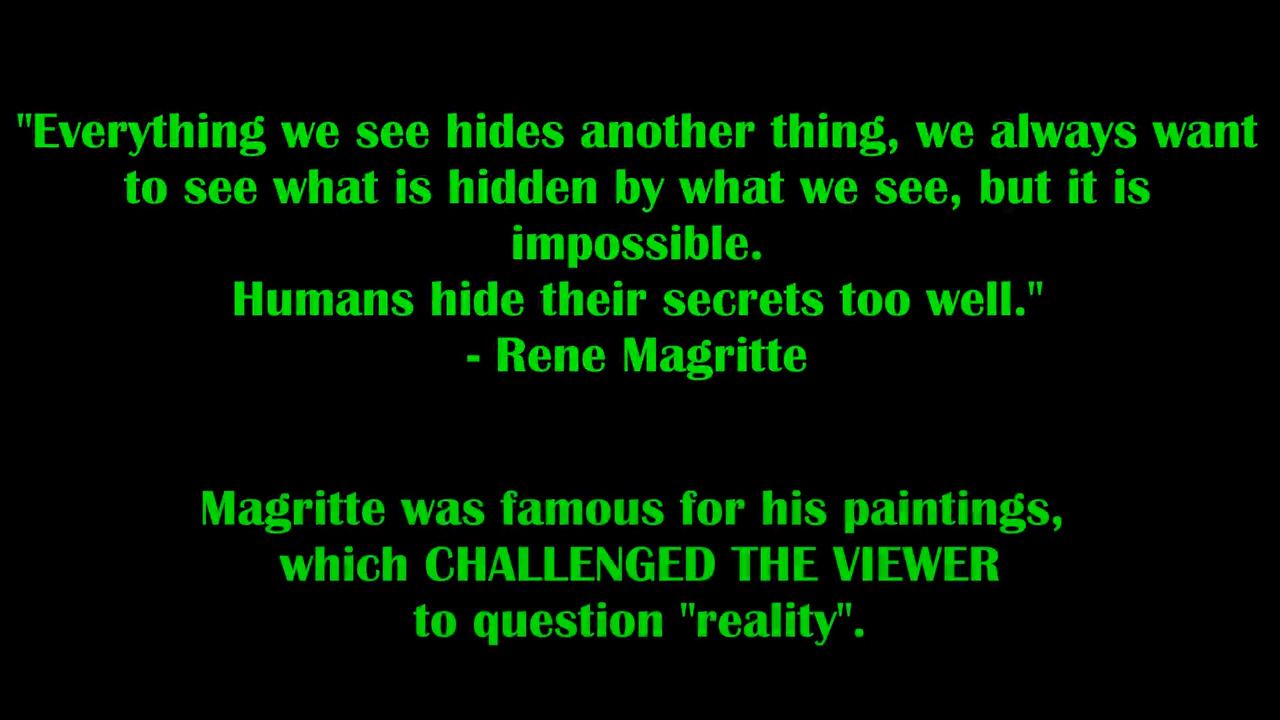 "Everything we see hides another thing, we always want
to see what is hidden by what we see, but it is
impossible.
Humans hide their secrets too well."
- Rene Magritte
Magritte was famous for his paintings,
which CHALLENGED THE VIEWER
to question "reality".